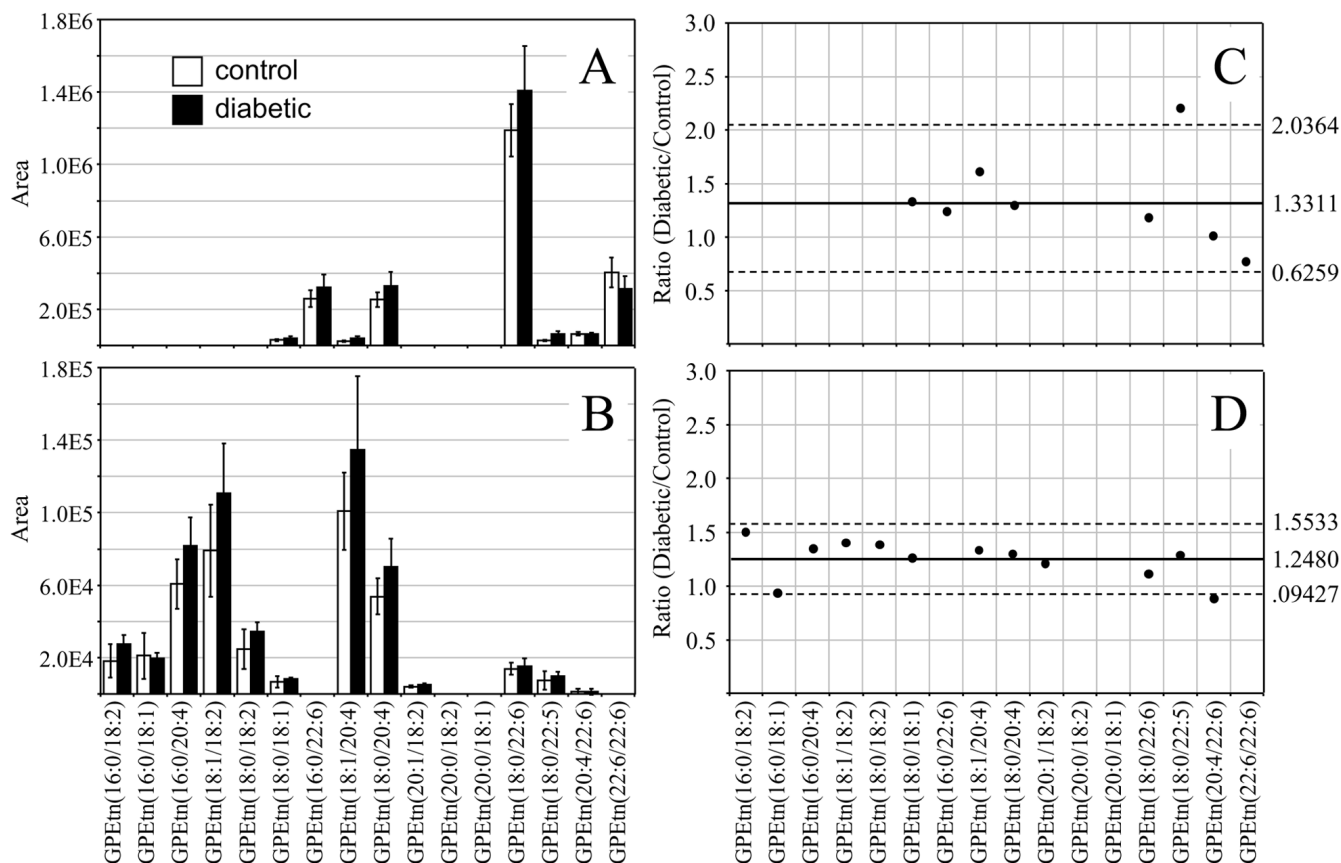 1.8E6
1.4E6
1.0E6
6.0E5
2.0E5
Area
control
diabetic
A
3.0
2.5
2.0
1.5
1.0
0.5
Ratio (Diabetic/Control)
C
2.0364
1.3311
0.6259
1.8E5
1.4E5
1.0E5
6.0E4
2.0E4
Area
B
3.0
2.5
2.0
1.5
1.0
0.5
Ratio (Diabetic/Control)
D
1.5533
1.2480
.09427
GPEtn(16:0/18:2)
GPEtn(16:0/18:1)
GPEtn(16:0/20:4)
GPEtn(18:1/18:2)
GPEtn(18:0/18:2)
GPEtn(18:0/18:1)
GPEtn(16:0/22:6)
GPEtn(18:1/20:4)
GPEtn(18:0/20:4)
GPEtn(20:1/18:2)
GPEtn(20:0/18:2)
GPEtn(20:0/18:1)
GPEtn(18:0/22:6)
GPEtn(18:0/22:5)
GPEtn(20:4/22:6)
GPEtn(22:6/22:6)
GPEtn(16:0/18:2)
GPEtn(16:0/18:1)
GPEtn(16:0/20:4)
GPEtn(18:1/18:2)
GPEtn(18:0/18:2)
GPEtn(18:0/18:1)
GPEtn(16:0/22:6)
GPEtn(18:1/20:4)
GPEtn(18:0/20:4)
GPEtn(20:1/18:2)
GPEtn(20:0/18:2)
GPEtn(20:0/18:1)
GPEtn(18:0/22:6)
GPEtn(18:0/22:5)
GPEtn(20:4/22:6)
GPEtn(22:6/22:6)